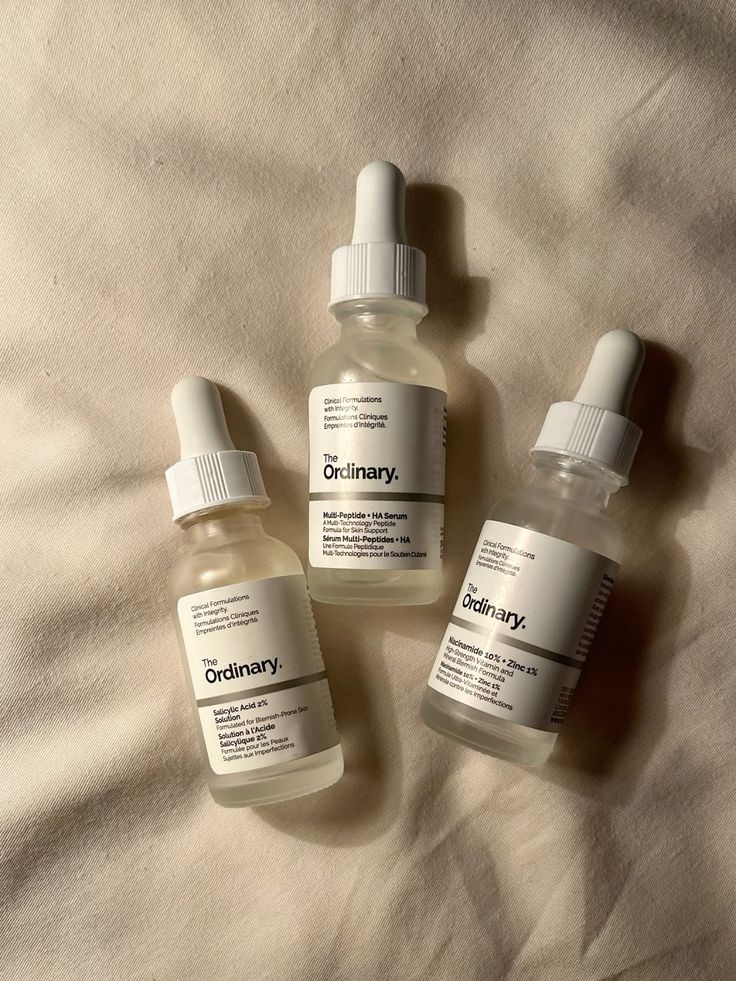 Clinical Formulations
with Integrity.
Formulations Cliniques
Empreintes d'Intégrité.
The
Ordinary.
Salicylic Acid 2%
Solution
Formulated for Blemish-Prone Skin
Solution à l'Acide
Salicylique 2%
Formulée pour les Peaux
Sujettes aux Imperfections
Clinical Formulations
with Integrity.
Formulations Cliniques
Empreintes d'Intégrité.
The
Ordinary.
Multi-Peptide + HA Serum
A Multi-Technology Peptide
Formula for Skin Support
Sérum Multi-Peptides + HA
Une Formule Peptidique
Multi-Technologies pour le Soutien Cutané
Clinical Formulations
with Integrity.
Formulations Cliniques
Empreintes d'Intégrité.
The
Ordinary.
Niacinamide 10% + Zinc 1%
High-Strength Vitamin and
Mineral Blemish Formula
Niacinamide 10% + Zinc 1%
Formule Ultra-Vitaminée et
Minérale contre les Imperfections